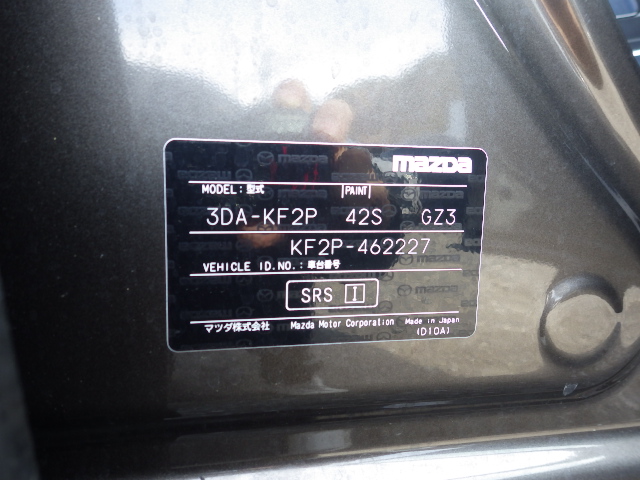 mazda
MODEL:型式 PAINT
3DA-KF2P 42S GZ3
KF2P-462227
VEHICLE ID.NO.:車台番号
SRS I
マツダ株式会社 Mazda Motor Corporation Made in Japan
(D10A)